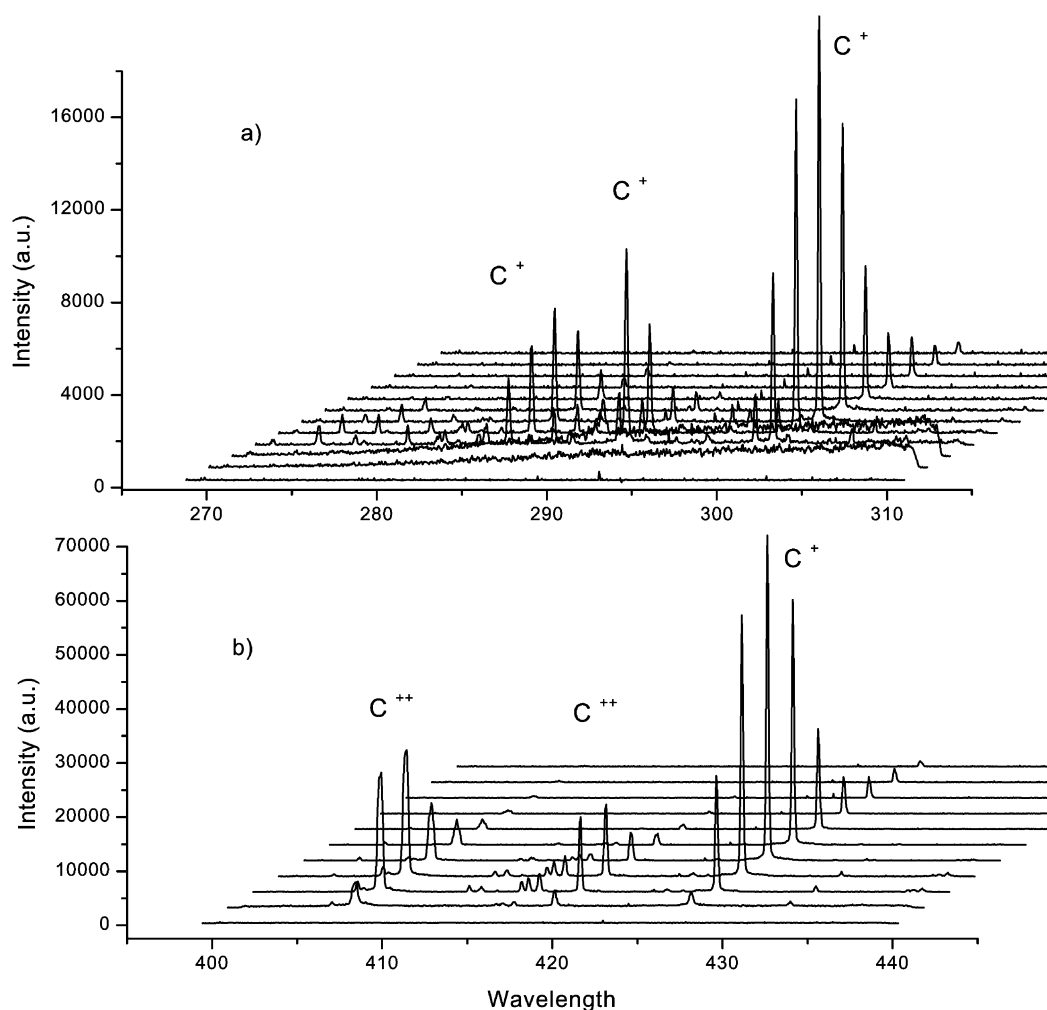 C +
a)
C +
C +
Intensity (a.u.)
16000
12000
8000
4000
0
270
280
290
300
310
C +
b)
C ++
C ++
Intensity (a.u.)
70000
60000
50000
40000
30000
20000
10000
0
400
410
420
430
440
Wavelength